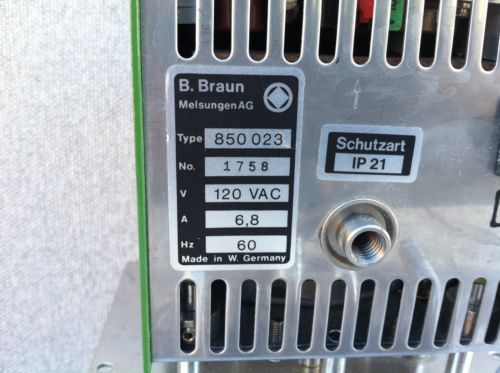 B. Braun
Melsungen AG
Type 850 023
No. 1758
V 120 VAC
A 6,8
Hz 60
Made in W. Germany
Schutzart
IP 21